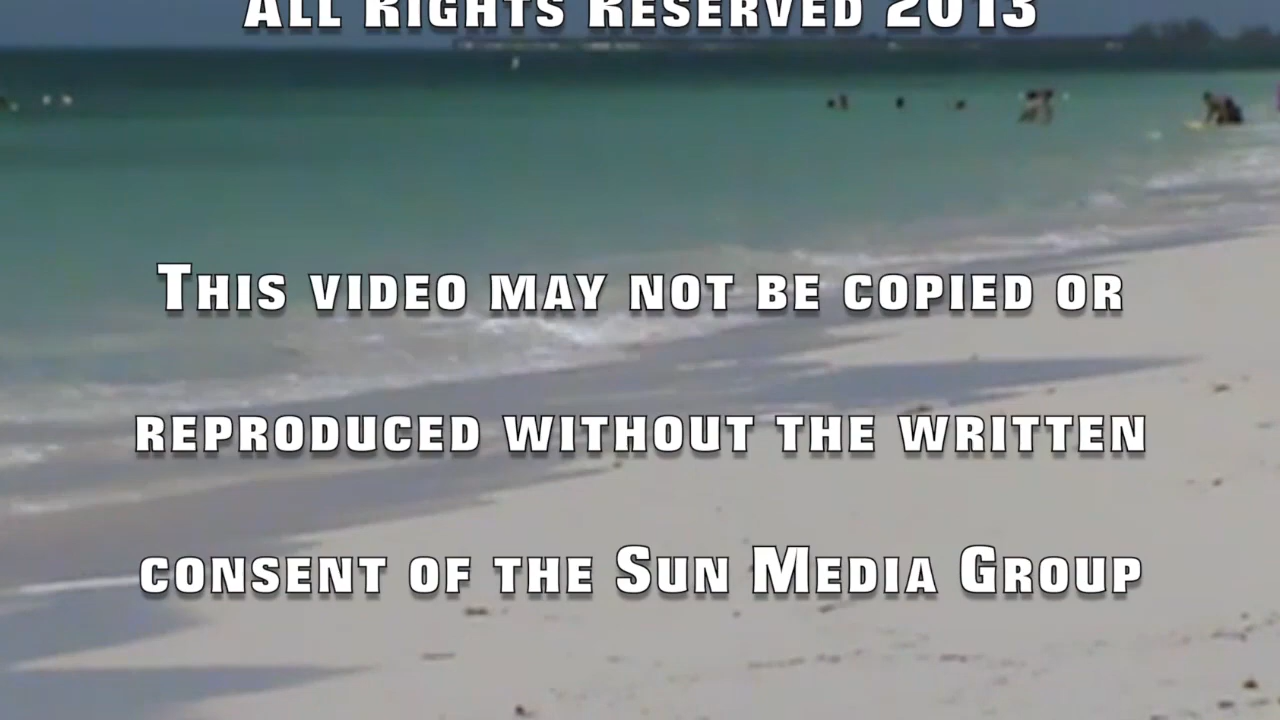 All Rights Reserved 2013
This video may not be copied or
reproduced without the written
consent of the Sun Media Group